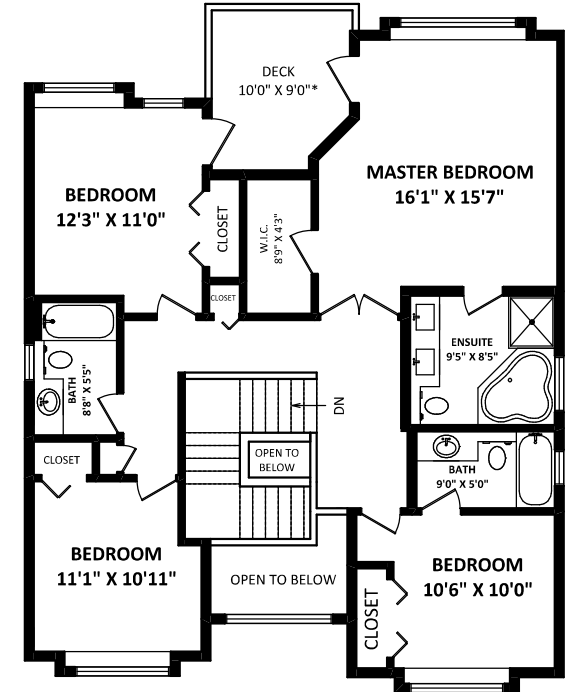 DECK
10'0" X 9'0"*
MASTER BEDROOM
16'1" X 15'7"
BEDROOM
12'3" X 11'0"
CLOSET
W.I.C.
8'9" X 4'3"
CLOSET
ENSUITE
9'5" X 8'5"
BATH
8'8" X 5'5"
DN
OPEN TO
BELOW
CLOSET
BATH
9'0" X 5'0"
BEDROOM
11'1" X 10'11"
OPEN TO BELOW
BEDROOM
10'6" X 10'0"
CLOSET